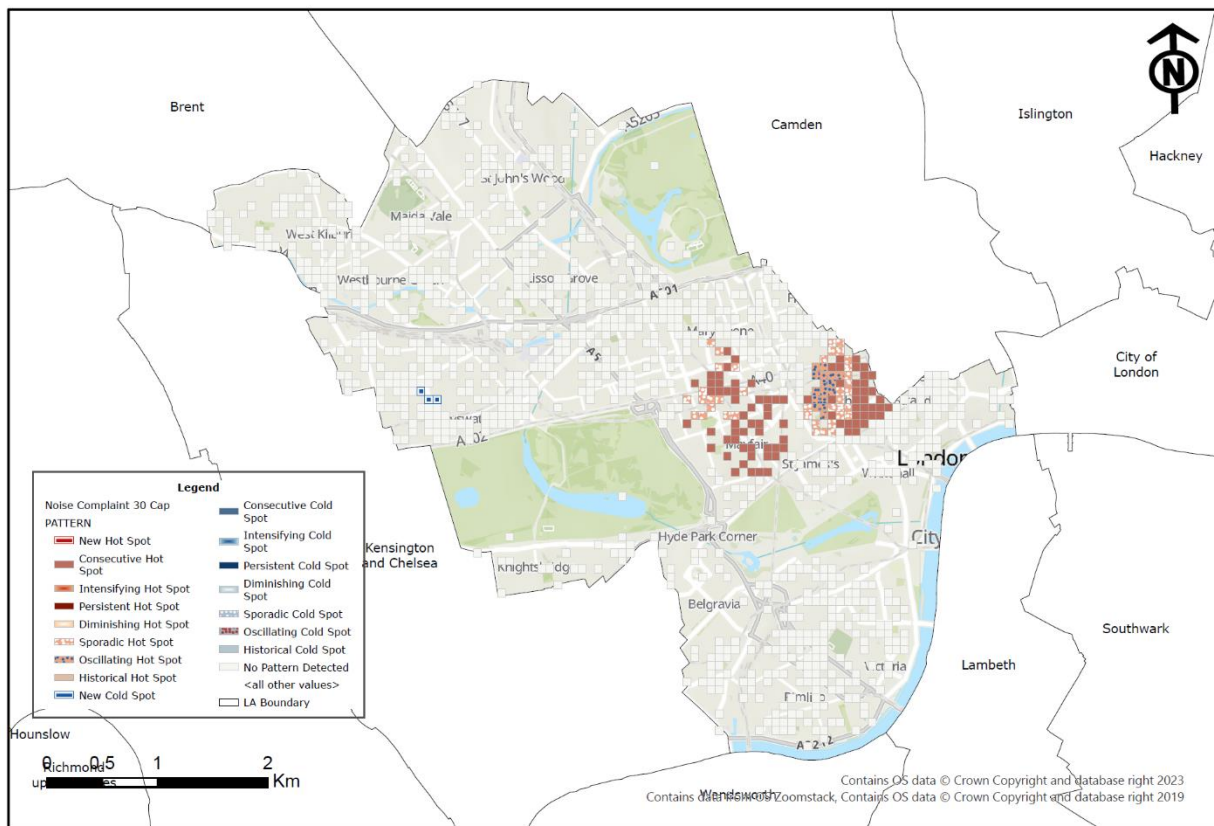 N
Brent
Camden
Islington
Hackney
A5205
St John's Wood
Maida Vale
West Kilburn
A501
A5
A40
Mayfair
St James's
A402
London
City of
London
City
Hyde Park Corner
Kensington
and Chelsea
Belgravia
Southwark
Lambeth
Victoria
Pimlico
Legend
Noise Complaint 30 Cap
PATTERN
New Hot Spot
Consecutive Hot
Spot
Intensifying Hot Spot
Persistent Hot Spot
Diminishing Hot Spot
Sporadic Hot Spot
Oscillating Hot Spot
Historical Hot Spot
New Cold Spot
Consecutive Cold
Spot
Intensifying Cold
Spot
Persistent Cold Spot
Diminishing Cold
Spot
Sporadic Cold Spot
Oscillating Cold Spot
Historical Cold Spot
No Pattern Detected
<all other values>
LA Boundary
Hounslow
Richmond
0 0.5 1 2
Km
Wandsworth
Contains OS data © Crown Copyright and database right 2023
Contains data from OS Zoomstack, Contains OS data © Crown Copyright and database right 2019